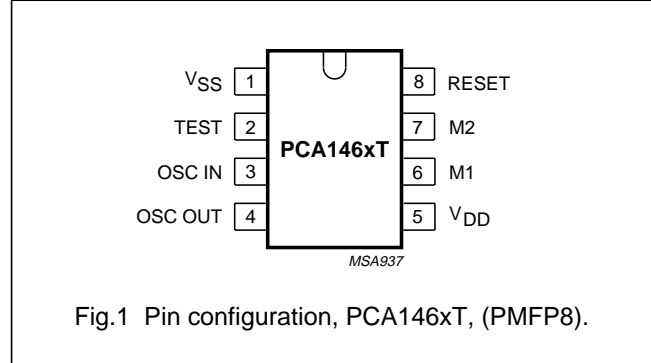 VSS 1 8 RESET
TEST 2 7 M2
PCA146xT
OSC IN 3 6 M1
OSC OUT 4 5 VDD
MSA937
Fig.1 Pin configuration, PCA146xT, (PMFP8).